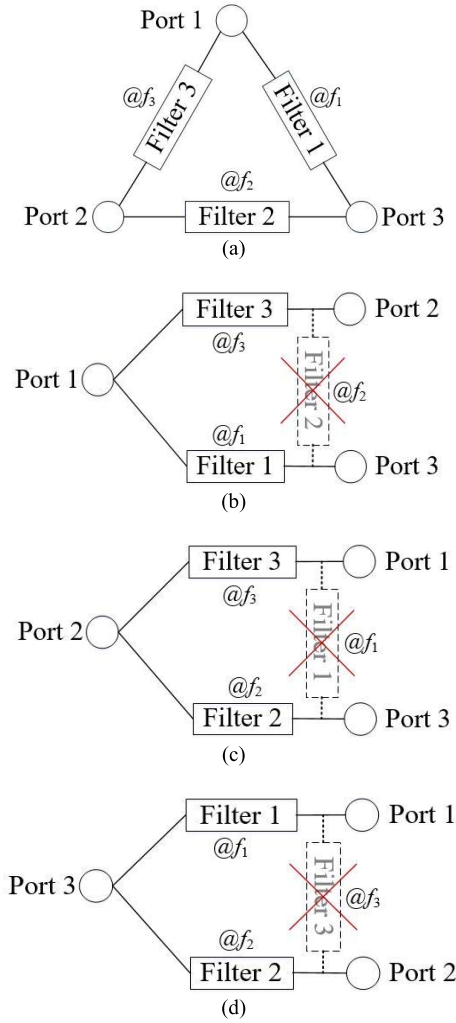 Port 1
@f3
Filter 3
Filter 1
@f1
@f2
Port 2
Filter 2
Port 3
(a)
Filter 3
Port 2
@f3
Port 1
Filter 2
@f2
@f1
Filter 1
Port 3
(b)
Filter 3
Port 1
@f3
Port 2
Filter 1
@f1
@f2
Filter 2
Port 3
(c)
Filter 1
Port 1
@f1
Port 3
Filter 3
@f3
@f2
Filter 2
Port 2
(d)